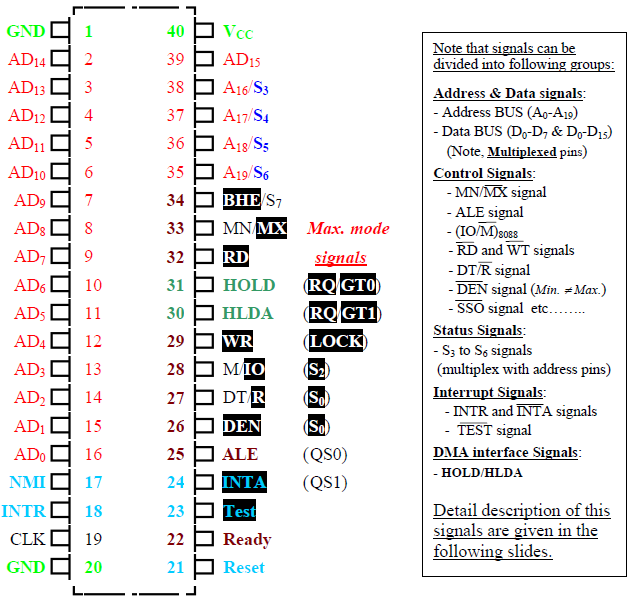 GND 1 40 VCC
AD14 2 39 AD15
AD13 3 38 A16/S3
AD12 4 37 A17/S4
AD11 5 36 A18/S5
AD10 6 35 A19/S6
AD9 7 34 BHE/S7
AD8 8 33 MN/MX Max. mode
AD7 9 32 RD signals
AD6 10 31 HOLD (RQ/GT0)
AD5 11 30 HLDA (RQ/GT1)
AD4 12 29 WR (LOCK)
AD3 13 28 M/IO (S2)
AD2 14 27 DT/R (S0)
AD1 15 26 DEN (S0)
AD0 16 25 ALE (QS0)
NMI 17 24 INTA (QS1)
INTR 18 23 Test
CLK 19 22 Ready
GND 20 21 Reset
Note that signals can be
divided into following groups:
Address & Data signals:
- Address BUS (A0-A19)
- Data BUS (D0-D7 & D0-D15)
(Note, Multiplexed pins)
Control Signals:
- MN/M̅X̅ signal
- ALE signal
- (IO/M̅)8088
- R̅D̅ and W̅T̅ signals
- DT/R̅ signal
- D̅E̅N̅ signal (Min. ≠ Max.)
- S̅S̅O̅ signal etc……..
Status Signals:
- S3 to S6 signals
(multiplex with address pins)
Interrupt Signals:
- INTR and I̅N̅T̅A̅ signals
- T̅E̅S̅T̅ signal
DMA interface Signals:
- HOLD/HLDA
Detail description of this
signals are given in the
following slides.